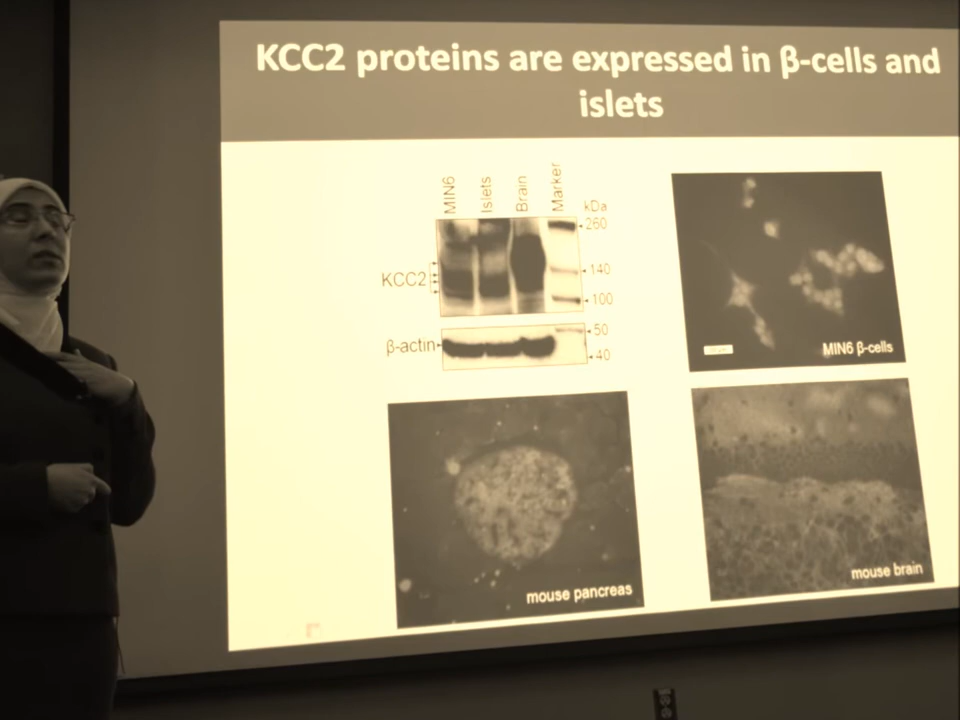 KCC2 proteins are expressed in β-cells and
islets
MIN6
Islets
Brain
Marker
kDa
260
140
100
KCC2
50
40
β-actin
MIN6 β-cells
mouse pancreas
mouse brain